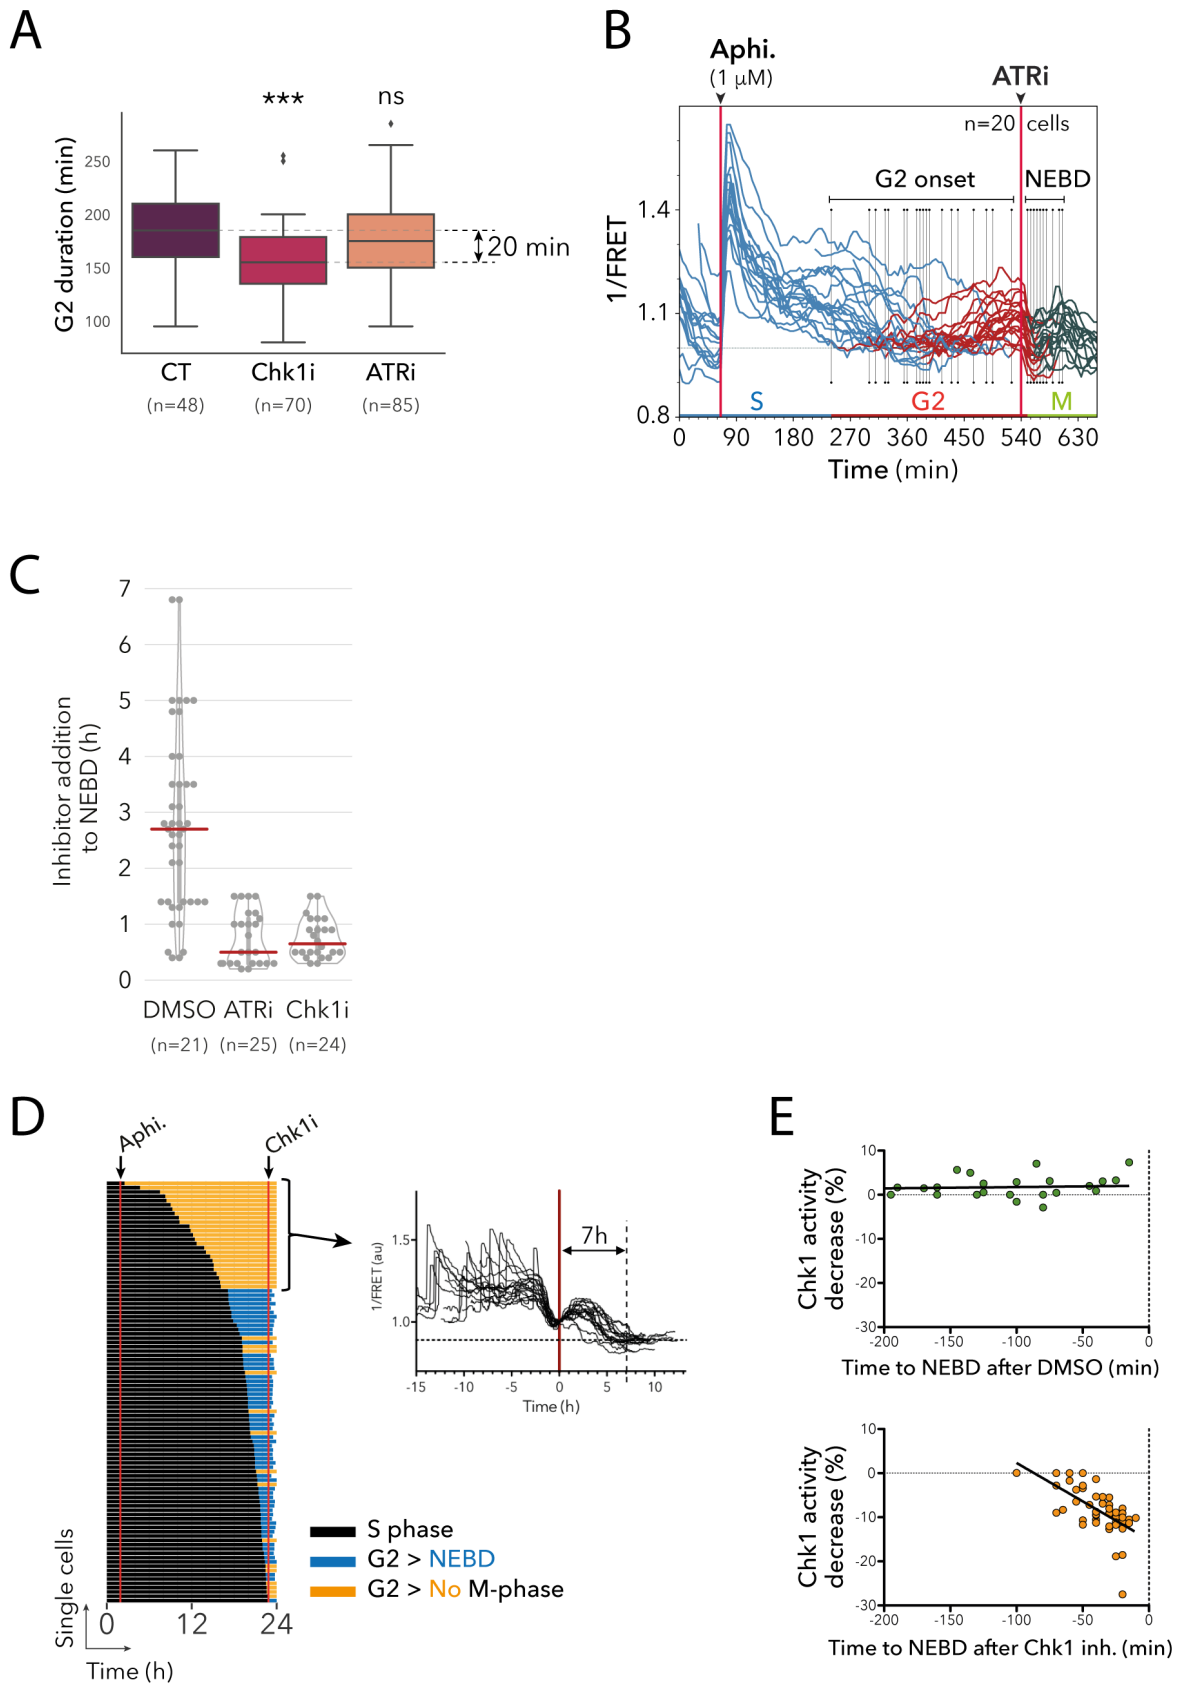 A
G2 duration (min)
250
200
150
100
***
ns
20 min
CT
Chk1i
ATRi
(n=48)
(n=70)
(n=85)
B
Aphi.
(1 µM)
ATRi
n=20 cells
G2 onset
NEBD
1/FRET
1.4
1.1
0.8
S
G2
M
0 90 180 270 360 450 540 630
Time (min)
C
Inhibitor addition
to NEBD (h)
7
6
5
4
3
2
1
0
DMSO ATRi Chk1i
(n=21) (n=25) (n=24)
D
Aphi.
Chk1i
Single cells
0 12 24
Time (h)
7h
1/FRET (au)
1.5
1.0
-15 -10 -5 0 5 10
Time (h)
S phase
G2 > NEBD
G2 > No M-phase
E
Chk1 activity
decrease (%)
10
0
-10
-20
-30
-200 -150 -100 -50 0
Time to NEBD after DMSO (min)
Chk1 activity
decrease (%)
10
0
-10
-20
-30
-200 -150 -100 -50 0
Time to NEBD after Chk1 inh. (min)